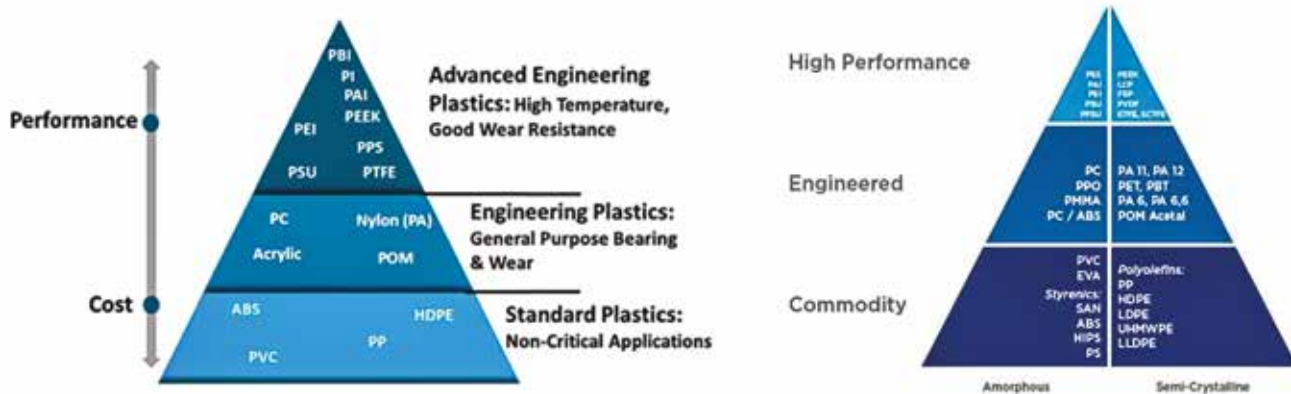 Performance
Cost
PBI
PI
PAI
PEEK
PEI
PPS
PSU
PTFE
PC
Nylon (PA)
Acrylic
POM
ABS
HDPE
PP
PVC
Advanced Engineering
Plastics: High Temperature,
Good Wear Resistance
Engineering Plastics:
General Purpose Bearing
& Wear
Standard Plastics:
Non-Critical Applications
High Performance
PAI
PEI
PSU
PPSU
PEEK
LCP
PVDF
Engineered
PC
PPO
PMMA
PC / ABS
PA 11, PA 12
PET, PBT
PA 6, PA 6,6
POM Acetal
Commodity
PVC
EVA
Styrenics:
SAN
ABS
HIPS
PS
Polyolefins:
PP
HDPE
LDPE
UHMWPE
LLDPE
Amorphous
Semi-Crystalline